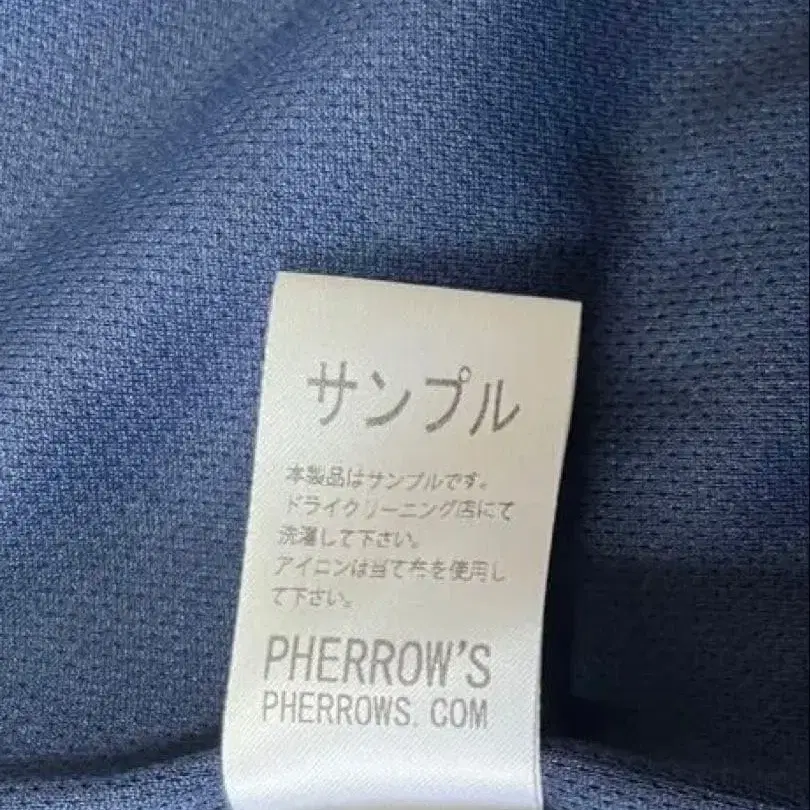 サンプル
本製品はサンプルです。
ドライクリーニング店にて
洗濯して下さい。
アイロンは当て布を使用し
て下さい。
PHERROW'S
PHERROWS.COM